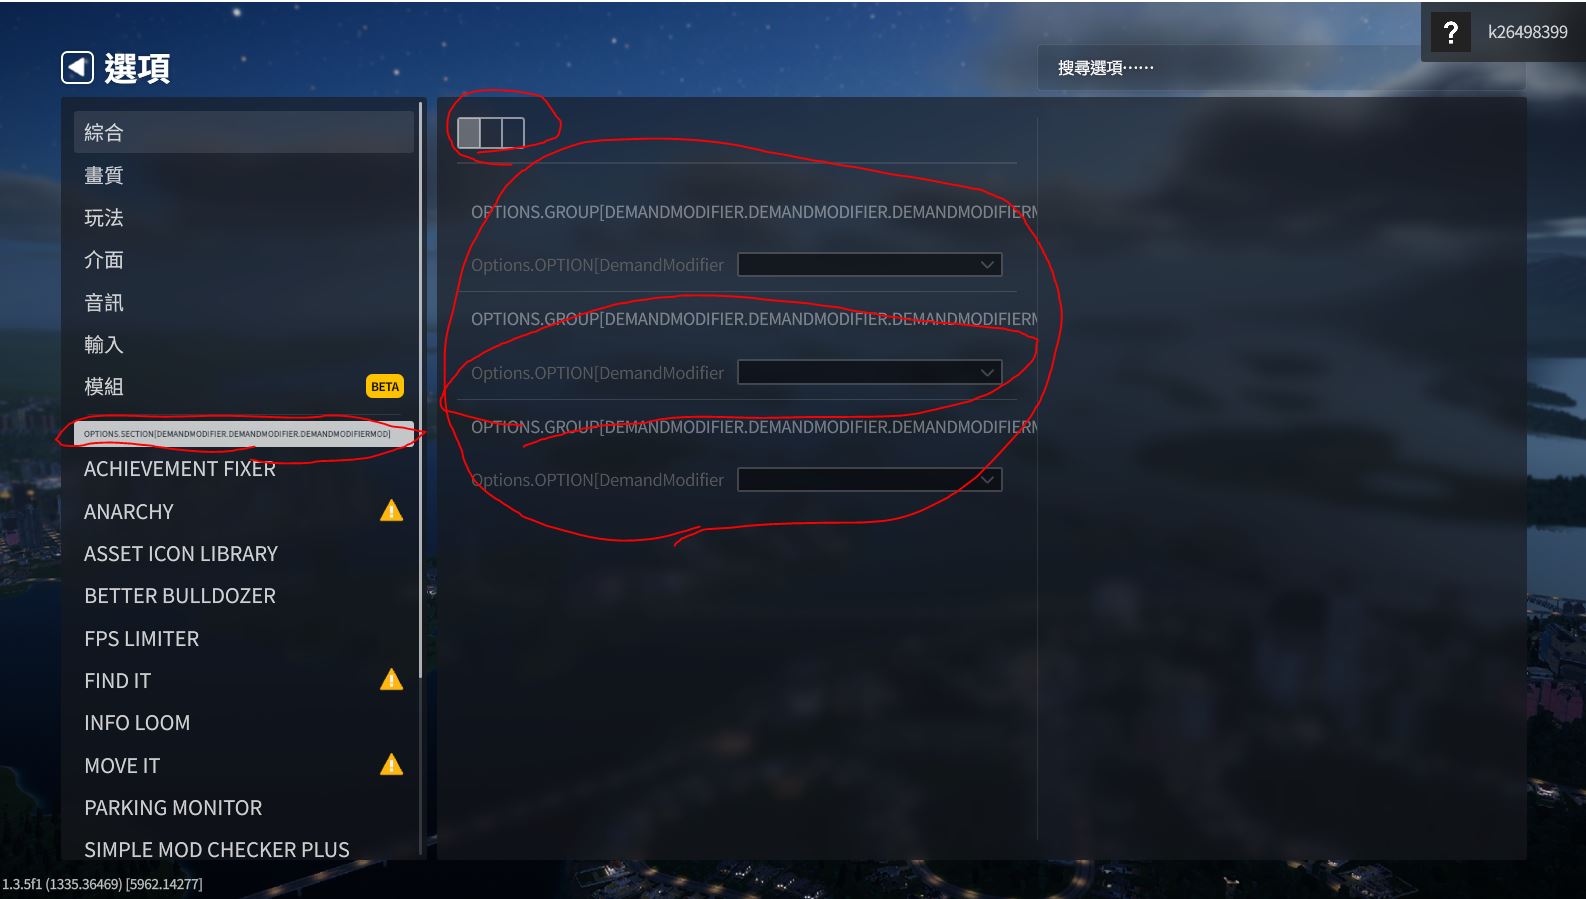 選項
?
k26498399
搜尋選項……
綜合
畫質
玩法
介面
音訊
輸入
模組
BETA
OPTIONS.SECTION[DEMANDMODIFIER.DEMANDMODIFIER.DEMANDMODIFIERMOD]
ACHIEVEMENT FIXER
ANARCHY
ASSET ICON LIBRARY
BETTER BULLDOZER
FPS LIMITER
FIND IT
INFO LOOM
MOVE IT
PARKING MONITOR
SIMPLE MOD CHECKER PLUS
OPTIONS.GROUP[DEMANDMODIFIER.DEMANDMODIFIER.DEMANDMODIFIERM
Options.OPTION[DemandModifier
OPTIONS.GROUP[DEMANDMODIFIER.DEMANDMODIFIER.DEMANDMODIFIERM
Options.OPTION[DemandModifier
OPTIONS.GROUP[DEMANDMODIFIER.DEMANDMODIFIER.DEMANDMODIFIERM
Options.OPTION[DemandModifier
1.3.5f1 (1335.36469) [5962.14277]